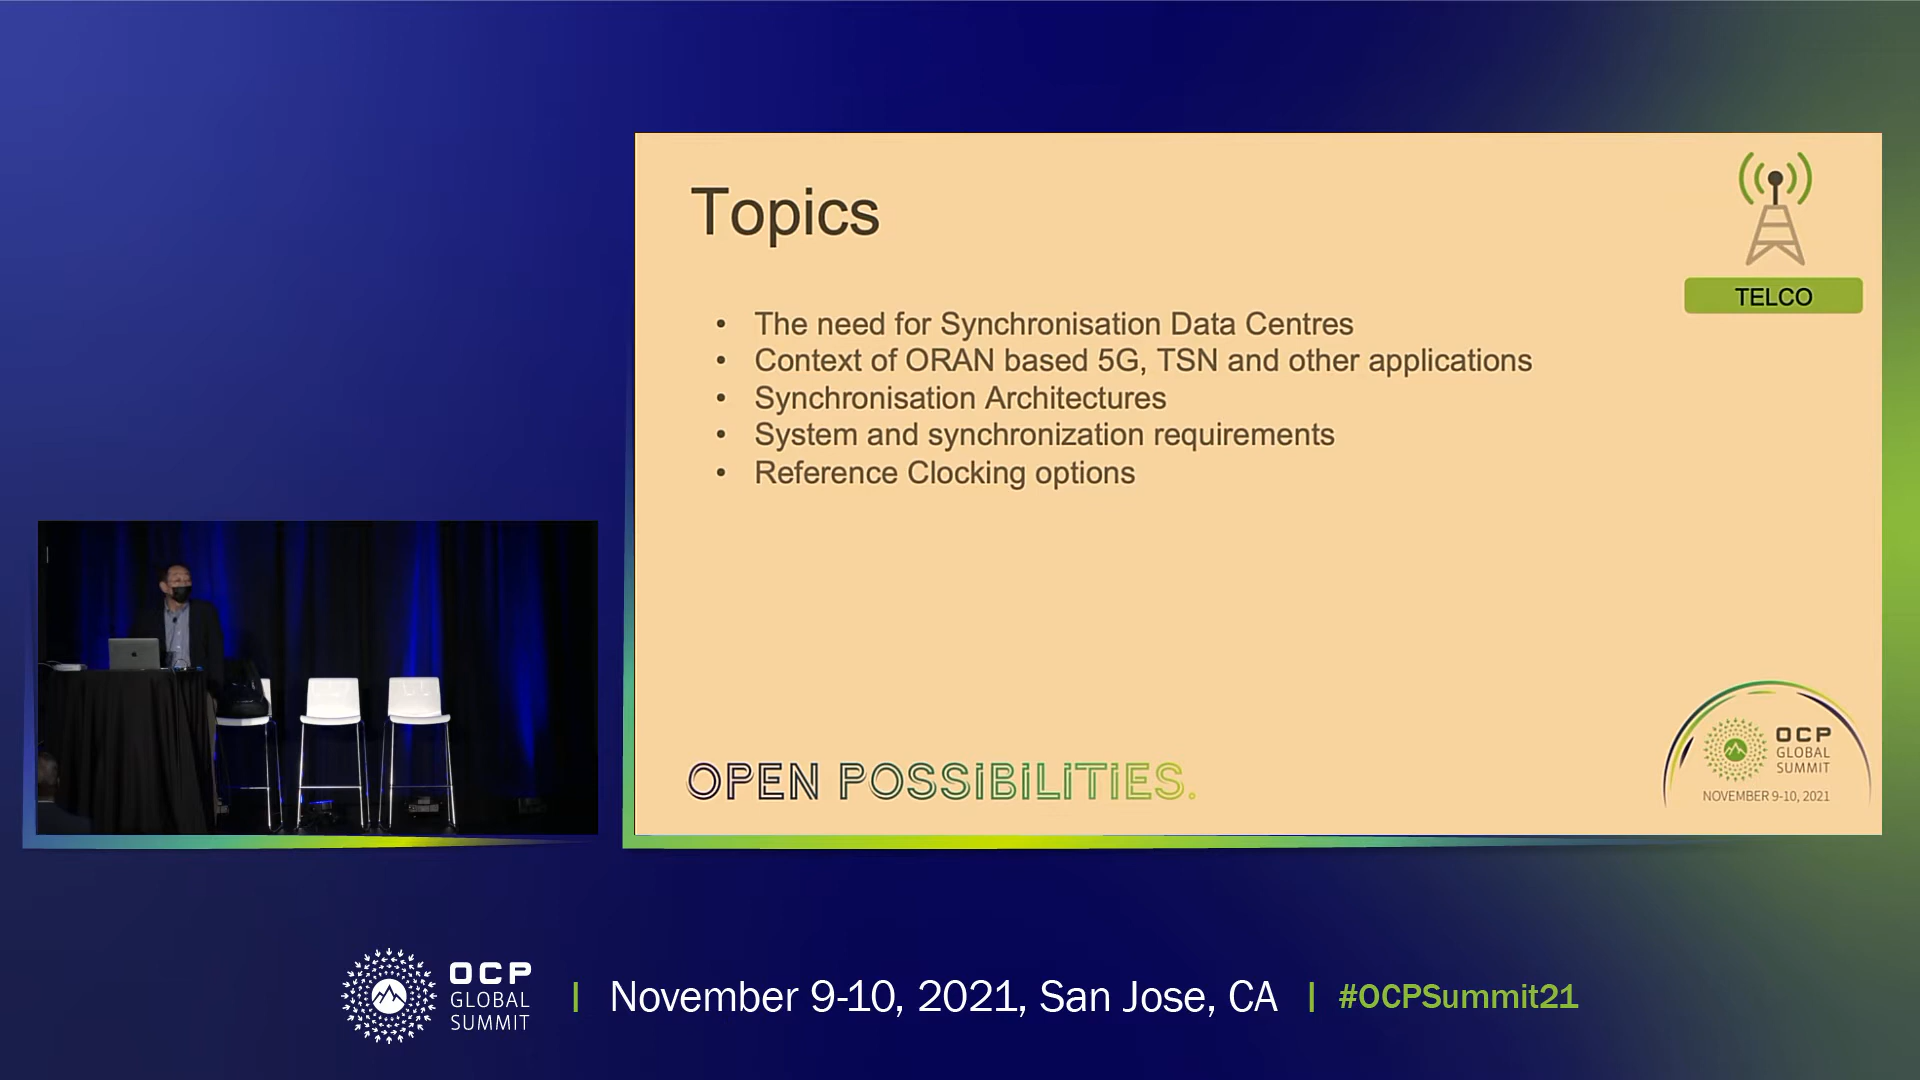 Topics
TELCO
• The need for Synchronisation Data Centres
• Context of ORAN based 5G, TSN and other applications
• Synchronisation Architectures
• System and synchronization requirements
• Reference Clocking options
OPEN POSSIBILITIES.
OCP
GLOBAL
SUMMIT
NOVEMBER 9-10, 2021
OCP
GLOBAL
SUMMIT
| November 9-10, 2021, San Jose, CA | #OCPSummit21